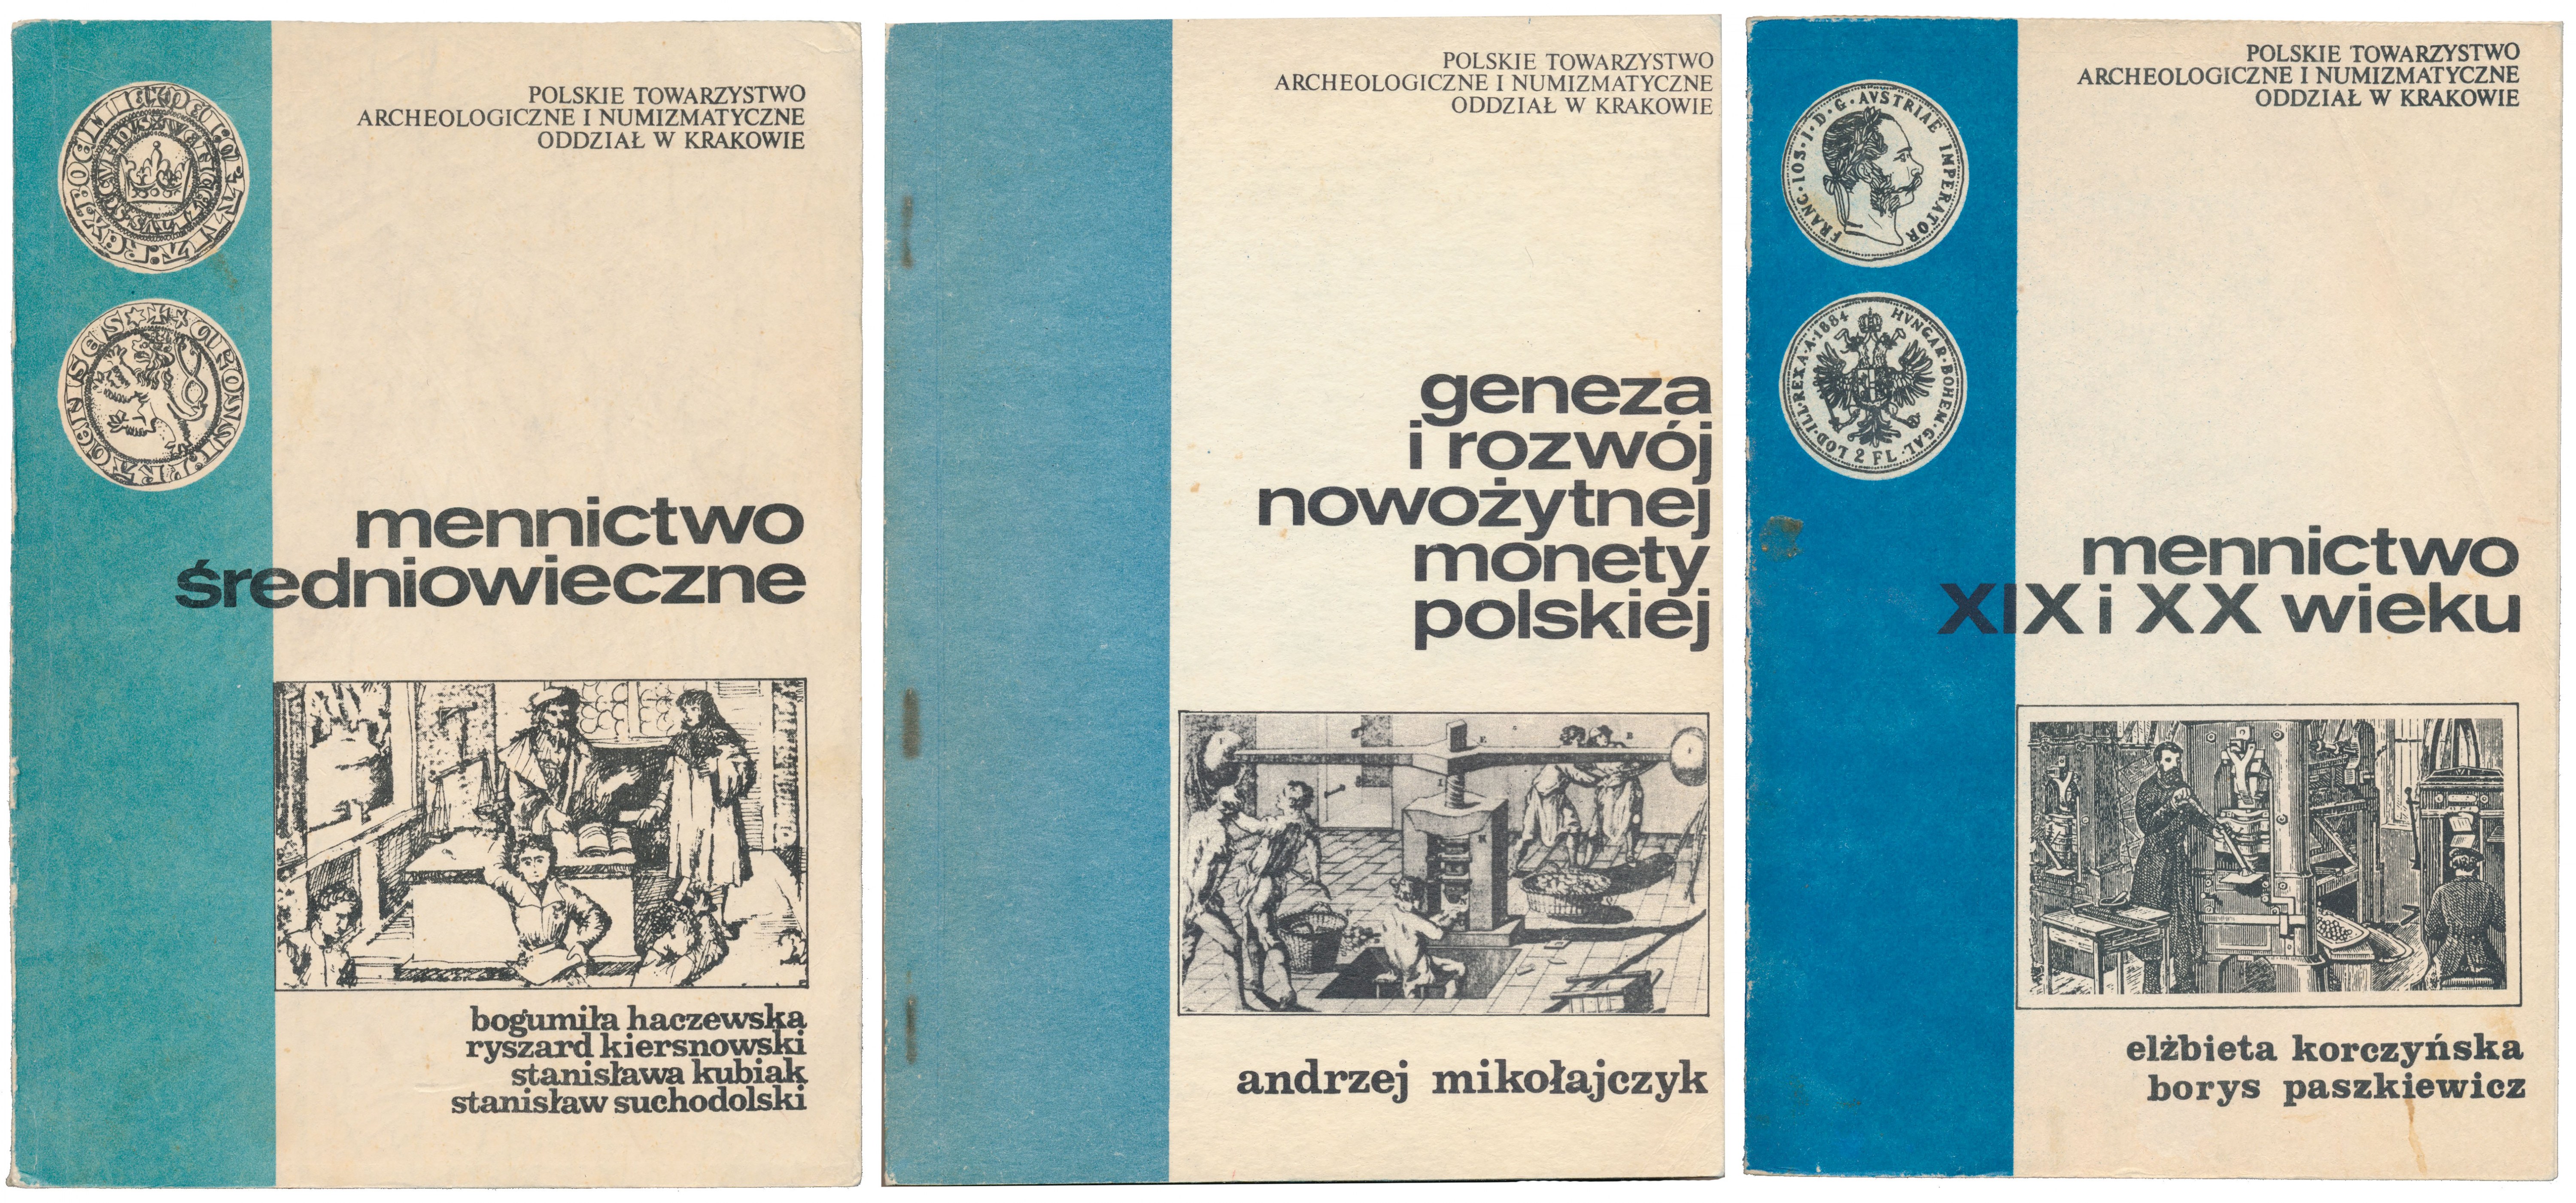 POLSKIE TOWARZYSTWO
ARCHEOLOGICZNE I NUMIZMATYCZNE
ODDZIAŁ W KRAKOWIE
mennictwo
średniowieczne
bogumiła haczewska
ryszard kiersnowski
stanisława kubiak
stanisław suchodolski
POLSKIE TOWARZYSTWO
ARCHEOLOGICZNE I NUMIZMATYCZNE
ODDZIAŁ W KRAKOWIE
geneza
i rozwój
nowożytnej
monety
polskiej
andrzej mikołajczyk
POLSKIE TOWARZYSTWO
ARCHEOLOGICZNE I NUMIZMATYCZNE
ODDZIAŁ W KRAKOWIE
FRANC·IOS·I·D·G·AVSTRIAE IMPERATOR
HVNGAR·BOHEM·GAL·
LOD·ILL·REX A·A·1884
2 FL·
mennictwo
XIX i XX wieku
elżbieta korczyńska
borys paszkiewicz